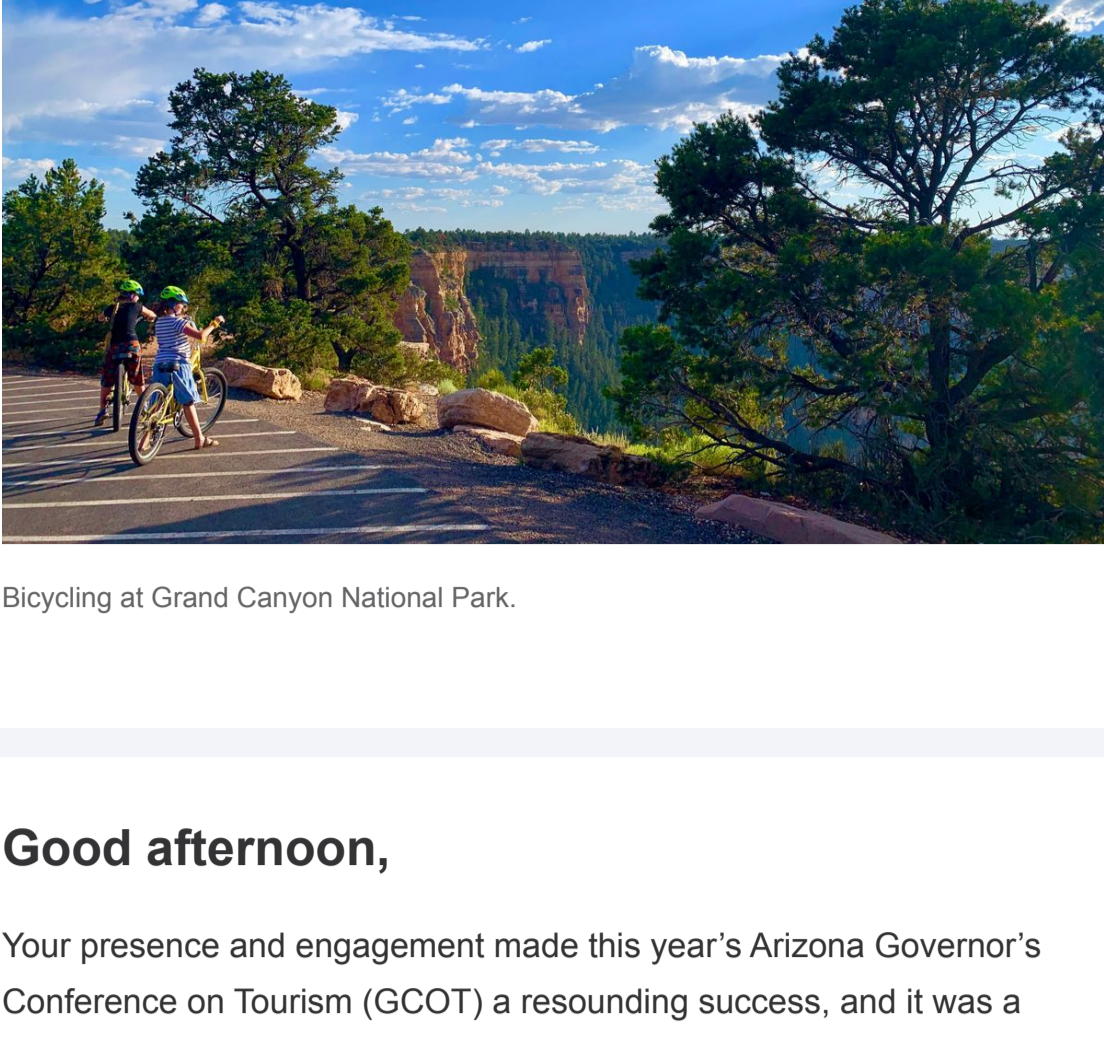 Bicycling at Grand Canyon National Park.
Good afternoon,
Your presence and engagement made this year’s Arizona Governor’s
Conference on Tourism (GCOT) a resounding success, and it was a